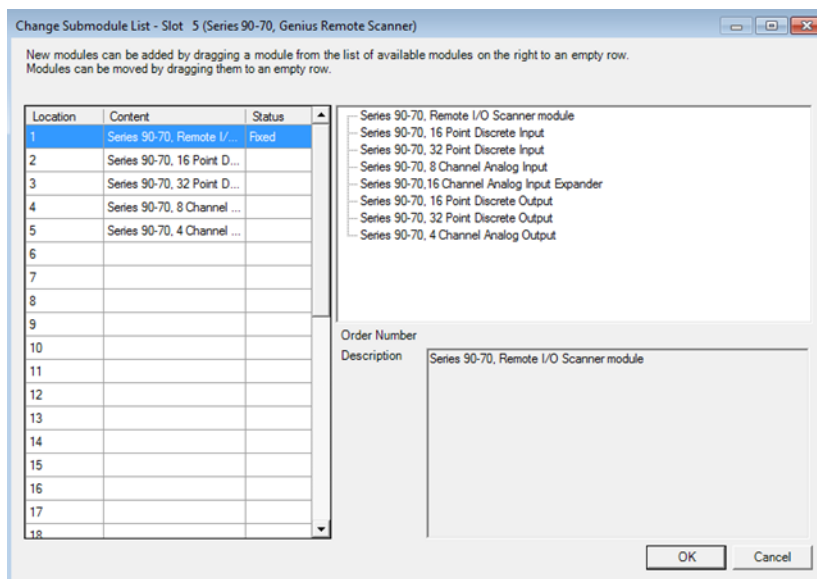 Change Submodule List - Slot 5 (Series 90-70, Genius Remote Scanner)
New modules can be added by dragging a module from the list of available modules on the right to an empty row.
Modules can be moved by dragging them to an empty row.
Location Content Status
1 Series 90-70, Remote I/... Fixed
2 Series 90-70, 16 Point D...
3 Series 90-70, 32 Point D...
4 Series 90-70, 8 Channel ...
5 Series 90-70, 4 Channel ...
6
7
8
9
10
11
12
13
14
15
16
17
18
Series 90-70, Remote I/O Scanner module
Series 90-70, 16 Point Discrete Input
Series 90-70, 32 Point Discrete Input
Series 90-70, 8 Channel Analog Input
Series 90-70,16 Channel Analog Input Expander
Series 90-70, 16 Point Discrete Output
Series 90-70, 32 Point Discrete Output
Series 90-70, 4 Channel Analog Output
Order Number
Description Series 90-70, Remote I/O Scanner module
OK Cancel